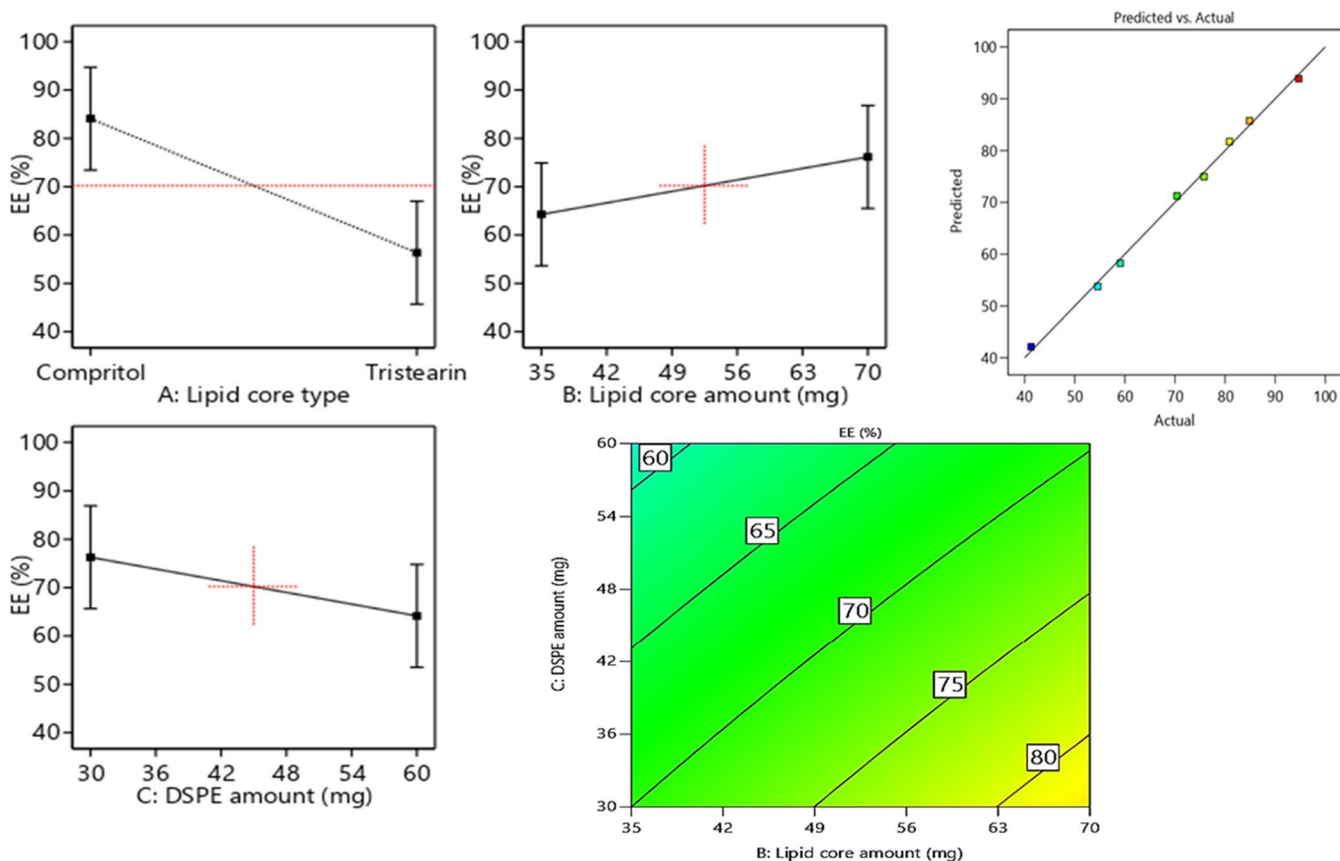 100
90
80
70
60
50
40
EE (%)
Compritol Tristearin
A: Lipid core type
100
90
80
70
60
50
40
EE (%)
35 42 49 56 63 70
B: Lipid core amount (mg)
Predicted vs. Actual
100
90
80
70
60
50
40
Predicted
40 50 60 70 80 90 100
Actual
100
90
80
70
60
50
40
EE (%)
30 36 42 48 54 60
C: DSPE amount (mg)
EE (%)
60
54
48
42
36
30
C: DSPE amount (mg)
60
65
70
75
80
35 42 49 56 63 70
B: Lipid core amount (mg)